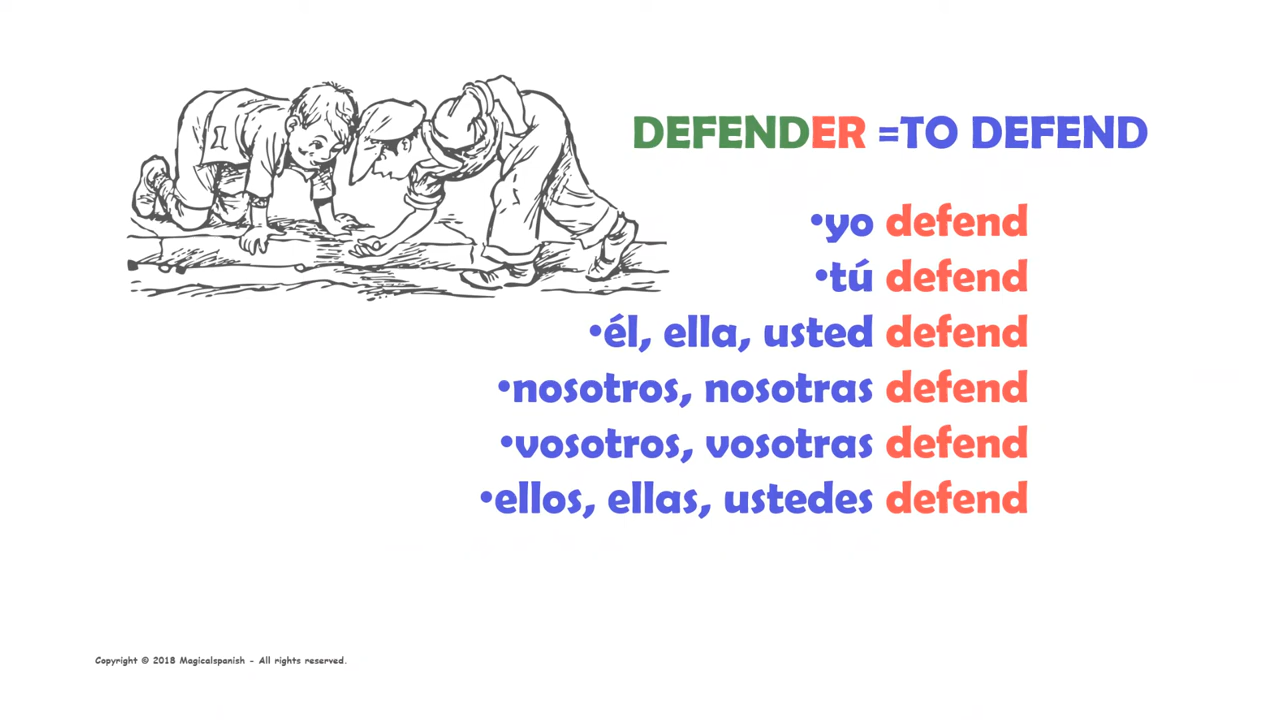 DEFENDER =TO DEFEND
•yo defend
•tú defend
•él, ella, usted defend
•nosotros, nosotras defend
•vosotros, vosotras defend
•ellos, ellas, ustedes defend
Copyright © 2018 Magicalspanish - All rights reserved.